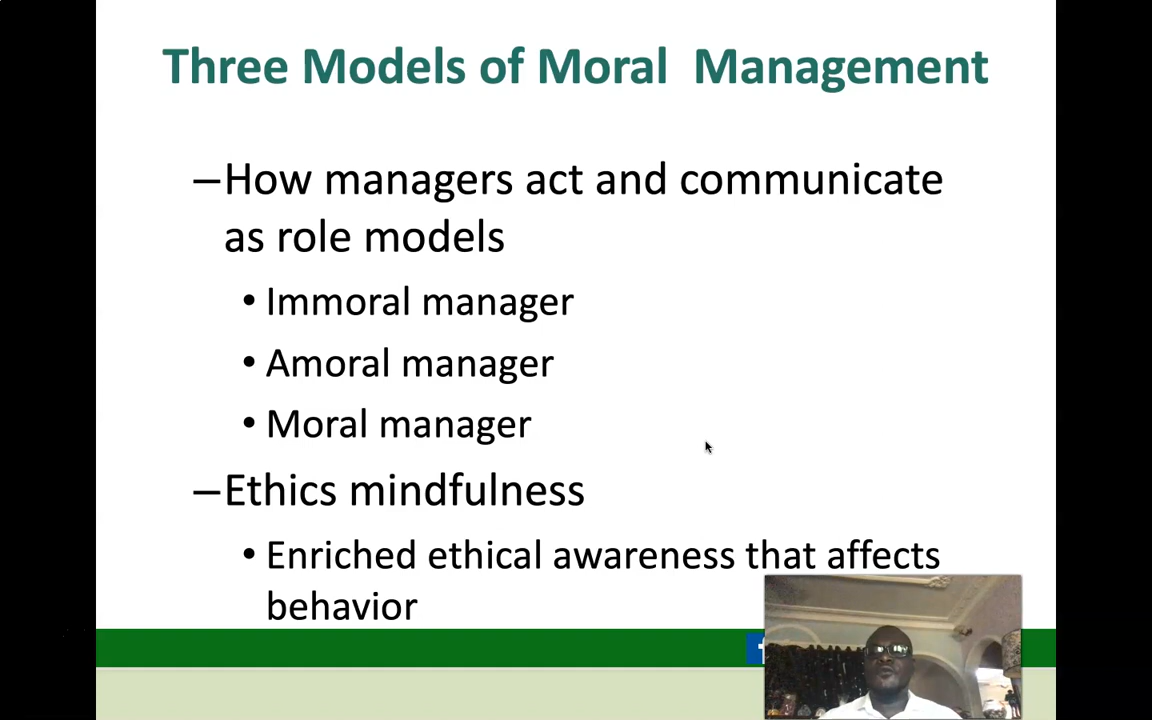 Three Models of Moral Management
–How managers act and communicate
as role models
• Immoral manager
• Amoral manager
• Moral manager
–Ethics mindfulness
• Enriched ethical awareness that affects
behavior